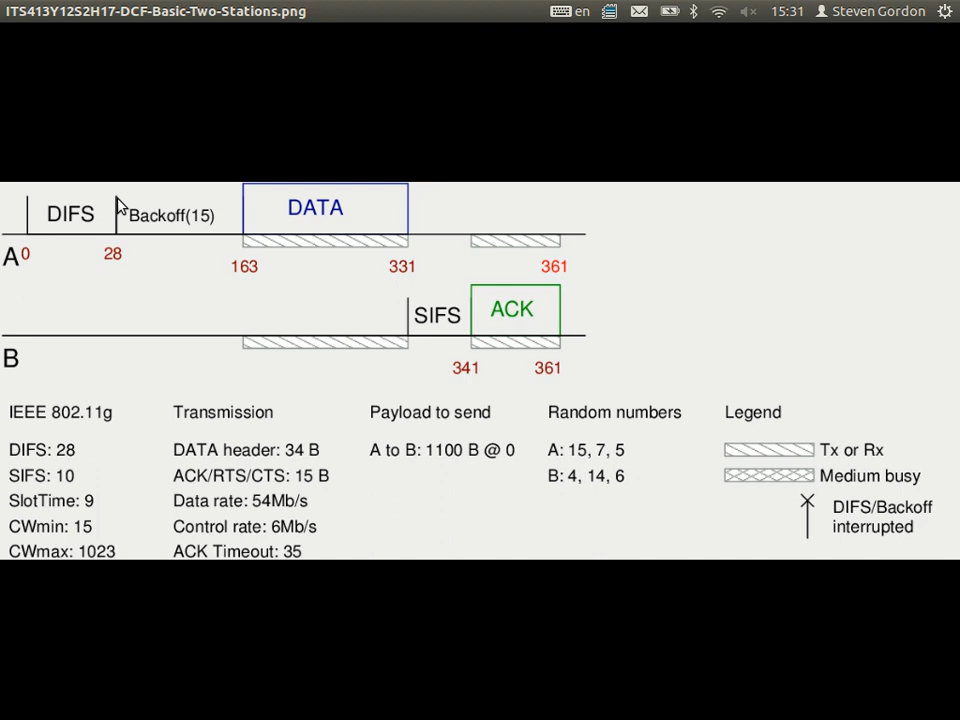 ITS413Y12S2H17-DCF-Basic-Two-Stations.png en 15:31 Steven Gordon
DIFS Backoff(15) DATA
A 0 28 163 331 361
SIFS ACK
B 341 361
IEEE 802.11g Transmission Payload to send Random numbers Legend
DIFS: 28 DATA header: 34 B A to B: 1100 B @ 0 A: 15, 7, 5 Tx or Rx
SIFS: 10 ACK/RTS/CTS: 15 B B: 4, 14, 6 Medium busy
SlotTime: 9 Data rate: 54Mb/s DIFS/Backoff
CWmin: 15 Control rate: 6Mb/s interrupted
CWmax: 1023 ACK Timeout: 35